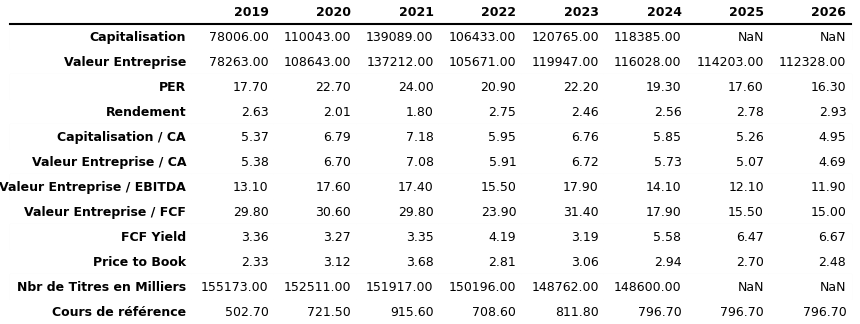 2019 2020 2021 2022 2023 2024 2025 2026
Capitalisation 78006.00 110043.00 139089.00 106433.00 120765.00 118385.00 NaN NaN
Valeur Entreprise 78263.00 108643.00 137212.00 105671.00 119947.00 116028.00 114203.00 112328.00
PER 17.70 22.70 24.00 20.90 22.20 19.30 17.60 16.30
Rendement 2.63 2.01 1.80 2.75 2.46 2.56 2.78 2.93
Capitalisation / CA 5.37 6.79 7.18 5.95 6.76 5.85 5.26 4.95
Valeur Entreprise / CA 5.38 6.70 7.08 5.91 6.72 5.73 5.07 4.69
Valeur Entreprise / EBITDA 13.10 17.60 17.40 15.50 17.90 14.10 12.10 11.90
Valeur Entreprise / FCF 29.80 30.60 29.80 23.90 31.40 17.90 15.50 15.00
FCF Yield 3.36 3.27 3.35 4.19 3.19 5.58 6.47 6.67
Price to Book 2.33 3.12 3.68 2.81 3.06 2.94 2.70 2.48
Nbr de Titres en Milliers 155173.00 152511.00 151917.00 150196.00 148762.00 148600.00 NaN NaN
Cours de référence 502.70 721.50 915.60 708.60 811.80 796.70 796.70 796.70